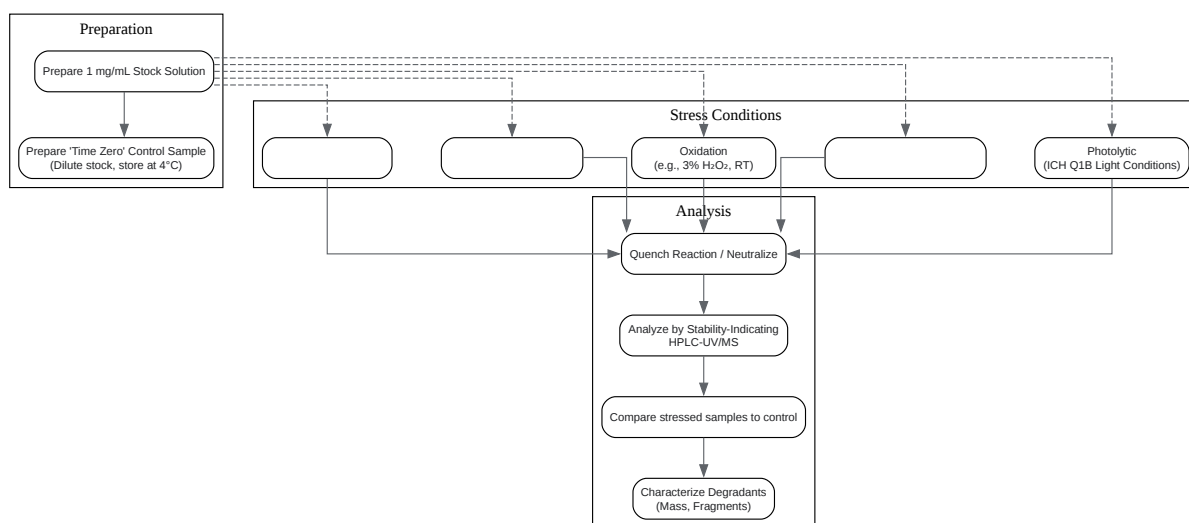 Preparation
Prepare 1 mg/mL Stock Solution
Prepare 'Time Zero' Control Sample
(Dilute stock, store at 4°C)
Stress Conditions
Oxidation
(e.g., 3% H₂O₂, RT)
Photolytic
(ICH Q1B Light Conditions)
Analysis
Quench Reaction / Neutralize
Analyze by Stability-Indicating
HPLC-UV/MS
Compare stressed samples to control
Characterize Degradants
(Mass, Fragments)